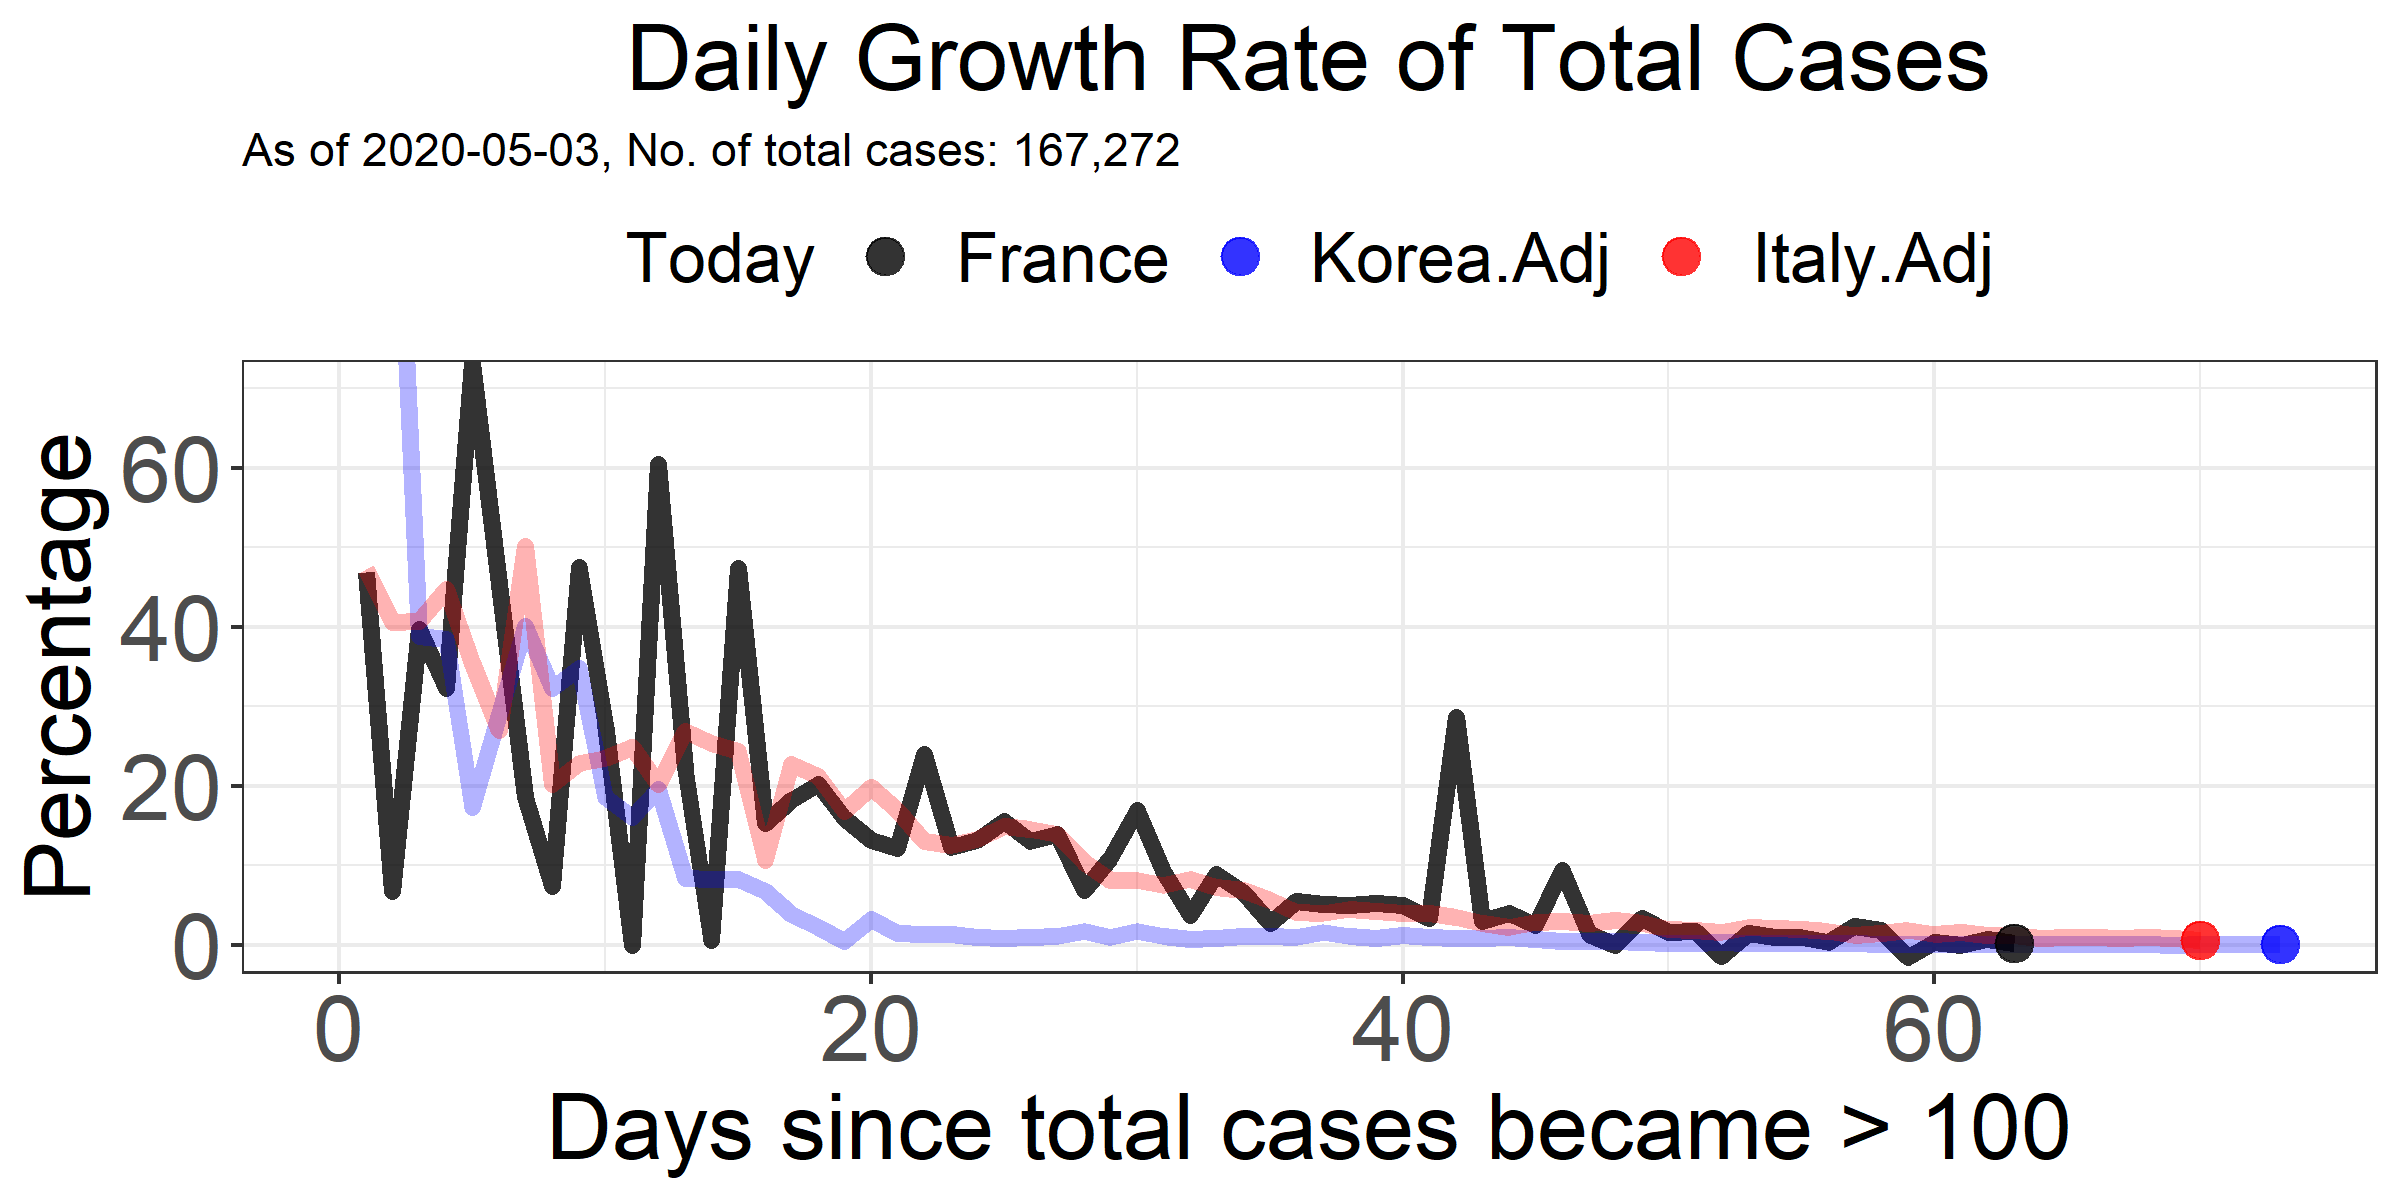 Daily Growth Rate of Total Cases
As of 2020-05-03, No. of total cases: 167,272
Today France Korea.Adj Italy.Adj
Percentage
60
40
20
0
0 20 40 60
Days since total cases became > 100